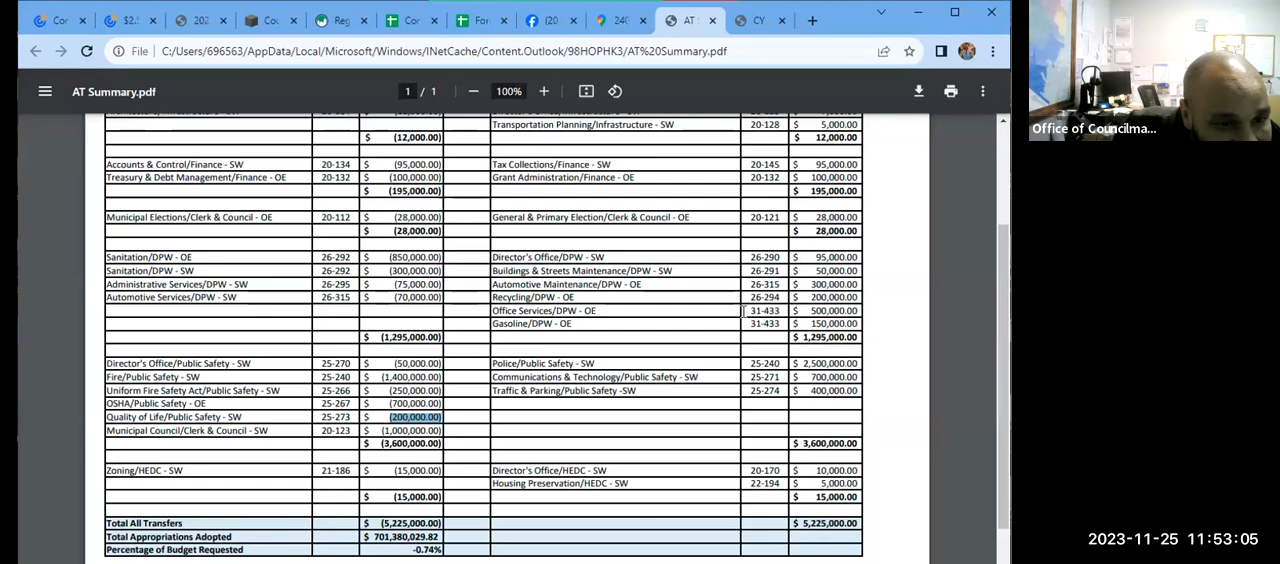 Cor $2. 202 Cou Reg Cor For (20 240 AT S CY
File C:/Users/696563/AppData/Local/Microsoft/Windows/INetCache/Content.Outlook/98HOPHK3/AT%20Summary.pdf
AT Summary.pdf 1 / 1 100%
Transportation Planning/Infrastructure - SW 20-128 $ 5,000.00
$ (12,000.00) $ 12,000.00
Accounts & Control/Finance - SW 20-134 $ (95,000.00) Tax Collections/Finance - SW 20-145 $ 95,000.00
Treasury & Debt Management/Finance - OE 20-132 $ (100,000.00) Grant Administration/Finance - OE 20-132 $ 100,000.00
$ (195,000.00) $ 195,000.00
Municipal Elections/Clerk & Council - OE 20-112 $ (28,000.00) General & Primary Election/Clerk & Council - OE 20-121 $ 28,000.00
$ (28,000.00) $ 28,000.00
Sanitation/DPW - OE 26-292 $ (850,000.00) Director's Office/DPW - SW 26-290 $ 95,000.00
Sanitation/DPW - SW 26-292 $ (300,000.00) Buildings & Streets Maintenance/DPW - SW 26-291 $ 50,000.00
Administrative Services/DPW - SW 26-295 $ (75,000.00) Automotive Maintenance/DPW - OE 26-315 $ 300,000.00
Automotive Services/DPW - SW 26-315 $ (70,000.00) Recycling/DPW - OE 26-294 $ 200,000.00
Office Services/DPW - OE 31-433 $ 500,000.00
Gasoline/DPW - OE 31-433 $ 150,000.00
$ (1,295,000.00) $ 1,295,000.00
Director's Office/Public Safety - SW 25-270 $ (50,000.00) Police/Public Safety - SW 25-240 $ 2,500,000.00
Fire/Public Safety - SW 25-240 $ (1,400,000.00) Communications & Technology/Public Safety - SW 25-271 $ 700,000.00
Uniform Fire Safety Act/Public Safety - SW 25-266 $ (250,000.00) Traffic & Parking/Public Safety -SW 25-274 $ 400,000.00
OSHA/Public Safety - OE 25-267 $ (700,000.00)
Quality of Life/Public Safety - SW 25-273 $ (200,000.00)
Municipal Council/Clerk & Council - SW 20-123 $ (1,000,000.00)
$ (3,600,000.00) $ 3,600,000.00
Zoning/HEDC - SW 21-186 $ (15,000.00) Director's Office/HEDC - SW 20-170 $ 10,000.00
Housing Preservation/HEDC - SW 22-194 $ 5,000.00
$ (15,000.00) $ 15,000.00
Total All Transfers $ (5,225,000.00) $ 5,225,000.00
Total Appropriations Adopted $ 701,380,029.82
Percentage of Budget Requested -0.74%
Office of Councilma...
2023-11-25 11:53:05